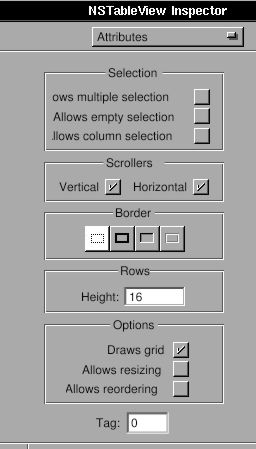 NSTableView Inspector
Attributes
Selection
ows multiple selection
Allows empty selection
llows column selection
Scrollers
Vertical
Horizontal
Border
Rows
Height: 16
Options
Draws grid
Allows resizing
Allows reordering
Tag: 0